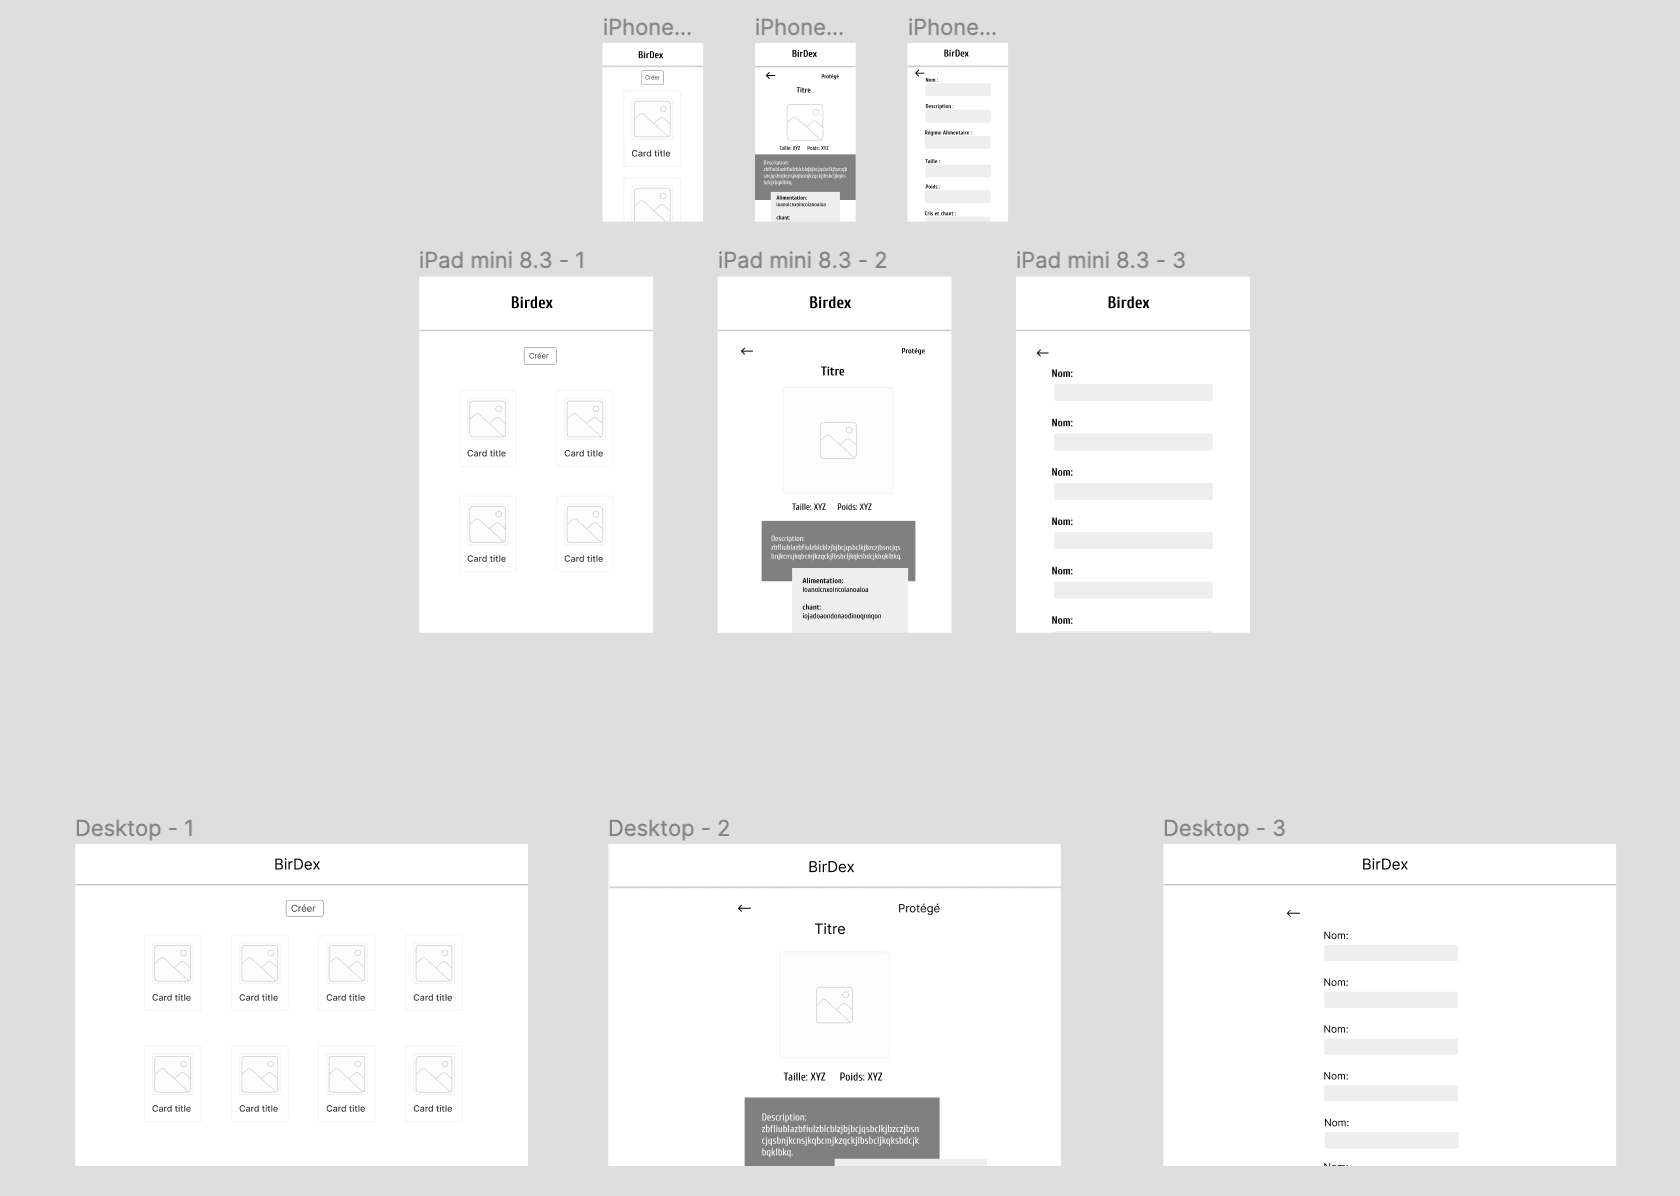 iPhone...
BirDex
Créer
Card title
iPhone...
BirDex
Protégé
Titre
Taille: XYZ Poids: XYZ
Description:
Alimentation:
ioanoicnxoincoianoaioa
chant:
iPhone...
BirDex
Nom :
Description :
Régime Alimentaire :
Taille :
Poids :
Cris et chant :
iPad mini 8.3 - 1
Birdex
Créer
Card title
Card title
Card title
Card title
iPad mini 8.3 - 2
Birdex
Protége
Titre
Taille: XYZ Poids: XYZ
Description:
zbfliublazbfiulzblcblzjbjbcjqsbclkjbzczjbsncjqs
bnjkcnsjkqbcmjkzqckjlbsbcljkqksbdcjkbqklbkq.
Alimentation:
ioanoicnxoincoianoaioa
chant:
iojadoaondonaodinoqnnqon
iPad mini 8.3 - 3
Birdex
Nom:
Nom:
Nom:
Nom:
Nom:
Nom:
Desktop - 1
BirDex
Créer
Card title
Card title
Card title
Card title
Card title
Card title
Card title
Card title
Desktop - 2
BirDex
Protégé
Titre
Taille: XYZ Poids: XYZ
Description:
zbfliublazbfiulzblcblzjbjbcjqsbclkjbzczjbsn
cjqsbnjkcnsjkqbcmjkzqckjlbsbcljkqksbdcjk
bqklbkq.
Desktop - 3
BirDex
Nom:
Nom:
Nom:
Nom:
Nom: